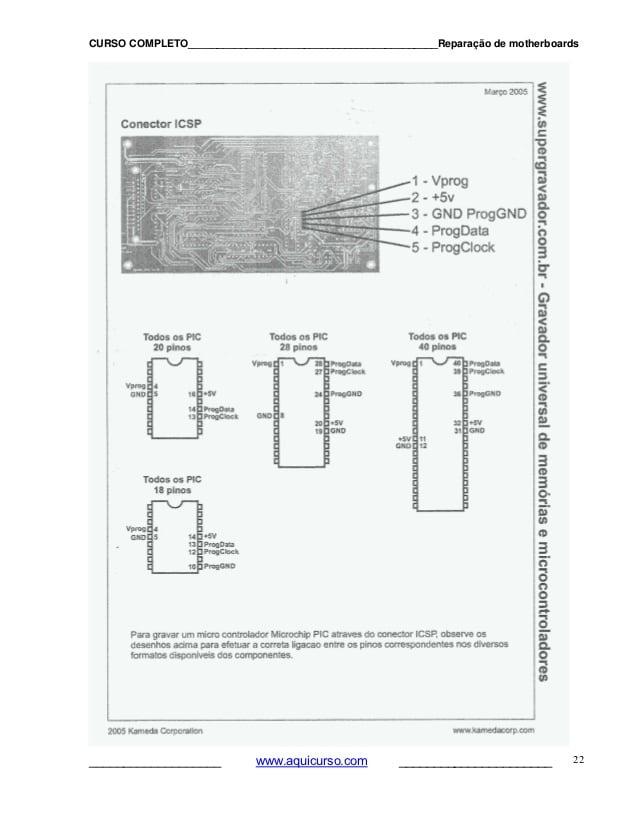 CURSO COMPLETO___________________________________________Reparação de motherboards
Março 2005
Conector ICSP
1 - Vprog
2 - +5v
3 - GND ProgGND
4 - ProgData
5 - ProgClock
www.supergravador.com.br - Gravador universal de memórias e microcontroladores
Todos os PIC
20 pinos
Vprog 4
GND 5
16 +5V
14 ProgData
13 ProgClock
Todos os PIC
28 pinos
Vprog 1
28 ProgData
27 ProgClock
24 ProgGND
GND 8
20 +5V
19 GND
Todos os PIC
40 pinos
Vprog 1
40 ProgData
39 ProgClock
36 ProgGND
32 +5V
31 GND
+5V 11
GND 12
Todos os PIC
18 pinos
Vprog 4
GND 5
14 +5V
13 ProgData
12 ProgClock
10 ProgGND
Para gravar um micro controlador Microchip PIC atraves do conector ICSP, observe os
desenhos acima para efetuar a correta ligacao entre os pinos correspondentes nos diversos
formatos disponiveis dos componentes.
2005 Kameda Corporation
www.kamedacorp.com
___________________ www.aquicurso.com ______________________ 22